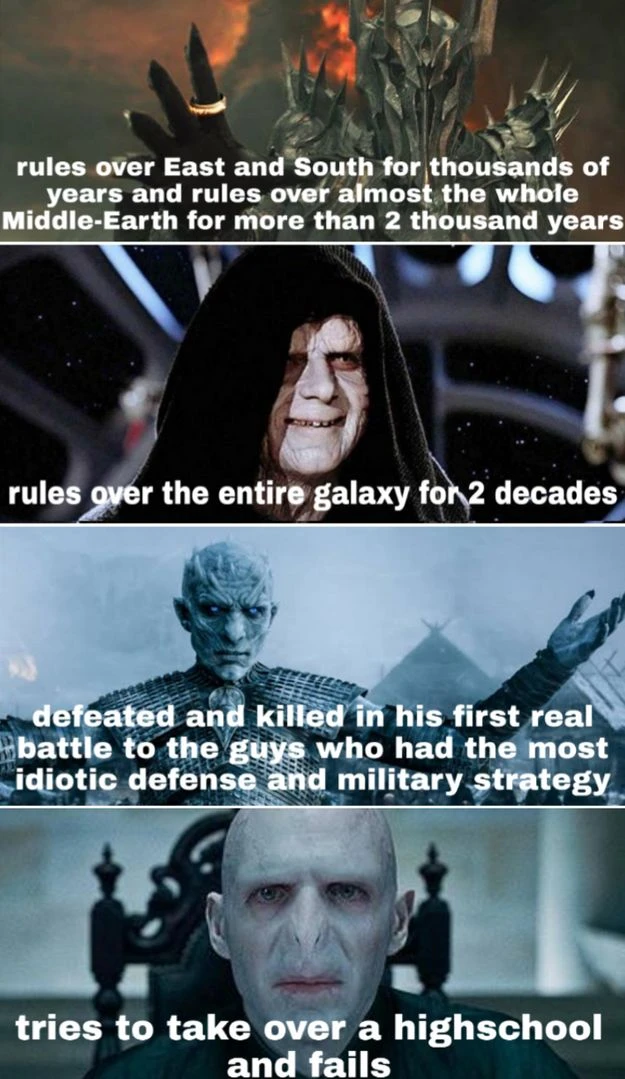 rules over East and South for thousands of
years and rules over almost the whole
Middle-Earth for more than 2 thousand years
rules over the entire galaxy for 2 decades
defeated and killed in his first real
battle to the guys who had the most
idiotic defense and military strategy
tries to take over a highschool
and fails